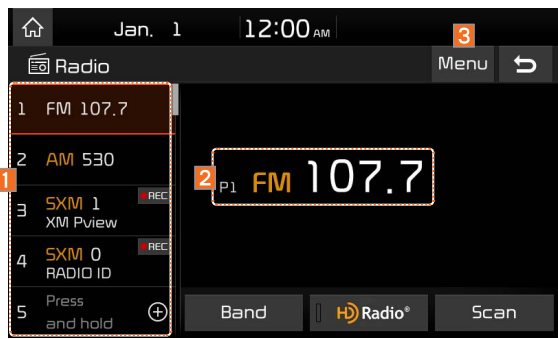 Jan. 1 12:00 AM
3
Radio Menu
1 FM 107.7
2 AM 530
1
3 SXM 1 REC
XM Pview
4 SXM 0 REC
RADIO ID
5 Press
and hold
2 P1 FM 107.7
Band HD Radio® Scan